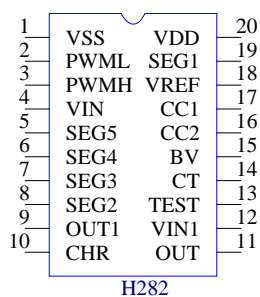 1 VSS VDD 20
2 PWML SEG1 19
3 PWMH VREF 18
4 VIN CC1 17
5 SEG5 CC2 16
6 SEG4 BV 15
7 SEG3 CT 14
8 SEG2 TEST 13
9 OUT1 VIN1 12
10 CHR OUT 11
H282